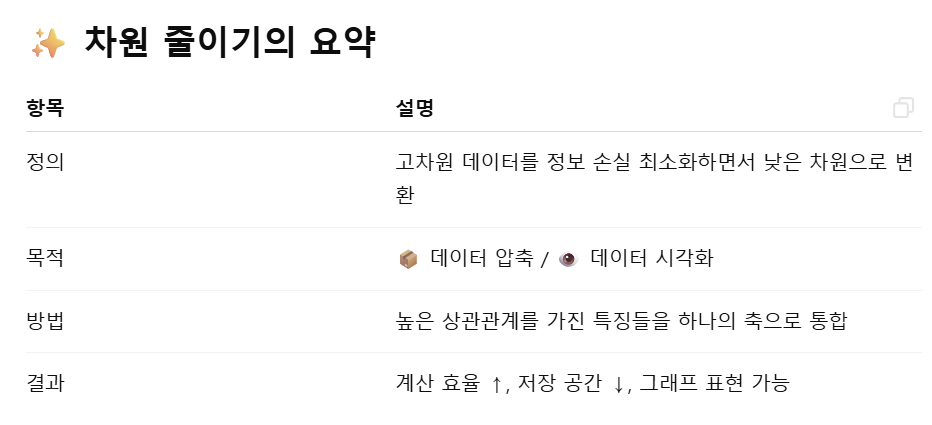 ✨ 차원 줄이기의 요약
항목 설명
정의 고차원 데이터를 정보 손실 최소화하면서 낮은 차원으로 변
환
목적 📦 데이터 압축 / 👁️ 데이터 시각화
방법 높은 상관관계를 가진 특징들을 하나의 축으로 통합
결과 계산 효율 ↑, 저장 공간 ↓, 그래프 표현 가능